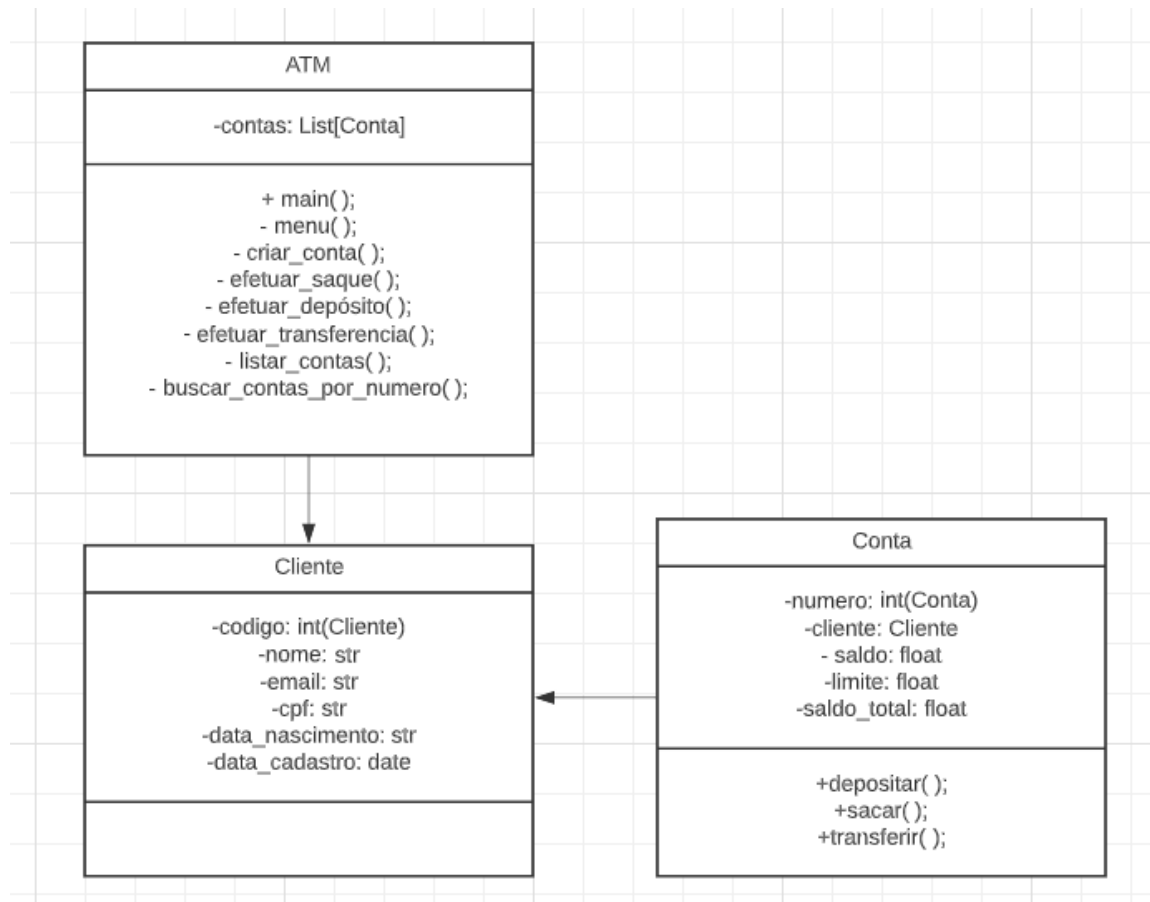 ATM
-contas: List[Conta]
+ main( );
- menu( );
- criar_conta( );
- efetuar_saque( );
- efetuar_depósito( );
- efetuar_transferencia( );
- listar_contas( );
- buscar_contas_por_numero( );
Cliente
-codigo: int(Cliente)
-nome: str
-email: str
-cpf: str
-data_nascimento: str
-data_cadastro: date
Conta
-numero: int(Conta)
-cliente: Cliente
- saldo: float
-limite: float
-saldo_total: float
+depositar( );
+sacar( );
+transferir( );